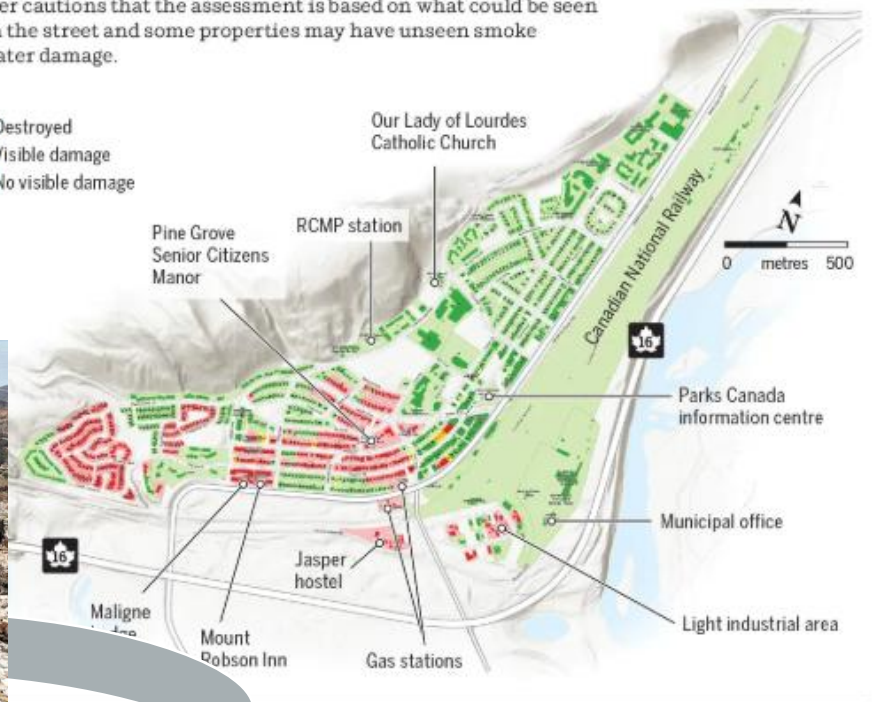 er cautions that the assessment is based on what could be seen
the street and some properties may have unseen smoke
ater damage.
Destroyed
Visible damage
No visible damage
Our Lady of Lourdes
Catholic Church
RCMP station
Pine Grove
Senior Citizens
Manor
Canadian National Railway
N
0 metres 500
16
Parks Canada
information centre
Municipal office
16
Jasper
hostel
Light industrial area
Maligne
Mount
Robson Inn
Gas stations